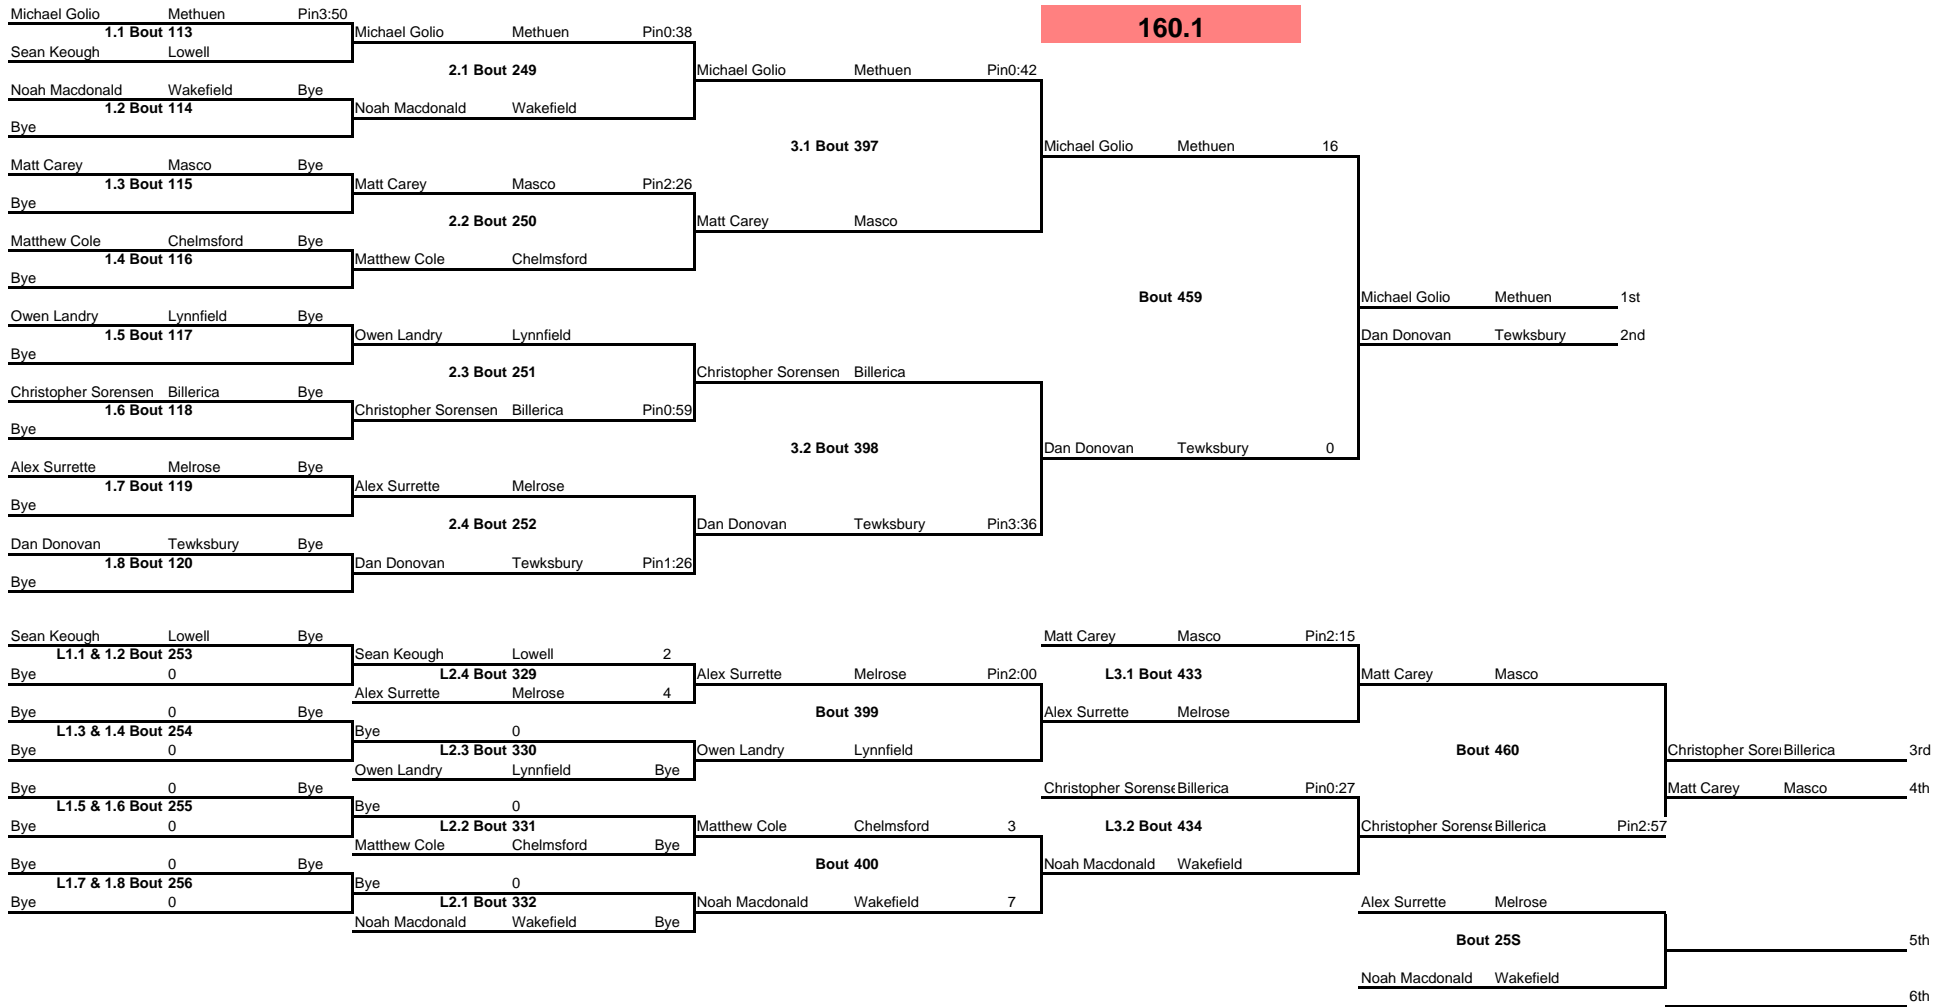 Michael Golio Methuen Pin3:50
160.1
1.1 Bout 113 Michael Golio Methuen Pin0:38
Sean Keough Lowell
2.1 Bout 249 Michael Golio Methuen Pin0:42
Noah Macdonald Wakefield Bye
1.2 Bout 114 Noah Macdonald Wakefield
Bye
3.1 Bout 397 Michael Golio Methuen 16
Matt Carey Masco Bye
1.3 Bout 115 Matt Carey Masco Pin2:26
Bye
2.2 Bout 250 Matt Carey Masco
Matthew Cole Chelmsford Bye
1.4 Bout 116 Matthew Cole Chelmsford
Bye
Bout 459 Michael Golio Methuen 1st
Owen Landry Lynnfield Bye
1.5 Bout 117 Owen Landry Lynnfield Dan Donovan Tewksbury 2nd
Bye
2.3 Bout 251 Christopher Sorensen Billerica
Christopher Sorensen Billerica Bye
1.6 Bout 118 Christopher Sorensen Billerica Pin0:59
Bye
3.2 Bout 398 Dan Donovan Tewksbury 0
Alex Surrette Melrose Bye
1.7 Bout 119 Alex Surrette Melrose
Bye
2.4 Bout 252 Dan Donovan Tewksbury Pin3:36
Dan Donovan Tewksbury Bye
1.8 Bout 120 Dan Donovan Tewksbury Pin1:26
Bye
Sean Keough Lowell Bye Matt Carey Masco Pin2:15
L1.1 & 1.2 Bout 253 Sean Keough Lowell 2
Bye 0 L2.4 Bout 329 Alex Surrette Melrose Pin2:00 L3.1 Bout 433 Matt Carey Masco
Alex Surrette Melrose 4
Bye 0 Bye Bout 399 Alex Surrette Melrose
L1.3 & 1.4 Bout 254 Bye 0
Bye 0 L2.3 Bout 330 Owen Landry Lynnfield Bout 460 Christopher Sore Billerica 3rd
Owen Landry Lynnfield Bye
Bye 0 Bye Christopher Sorense Billerica Pin0:27 Matt Carey Masco 4th
L1.5 & 1.6 Bout 255 Bye 0
Bye 0 L2.2 Bout 331 Matthew Cole Chelmsford 3 L3.2 Bout 434 Christopher Sorense Billerica Pin2:57
Matthew Cole Chelmsford Bye
Bye 0 Bye Bout 400 Noah Macdonald Wakefield
L1.7 & 1.8 Bout 256 Bye 0
Bye 0 L2.1 Bout 332 Noah Macdonald Wakefield 7 Alex Surrette Melrose
Noah Macdonald Wakefield Bye
Bout 25S 5th
Noah Macdonald Wakefield
6th